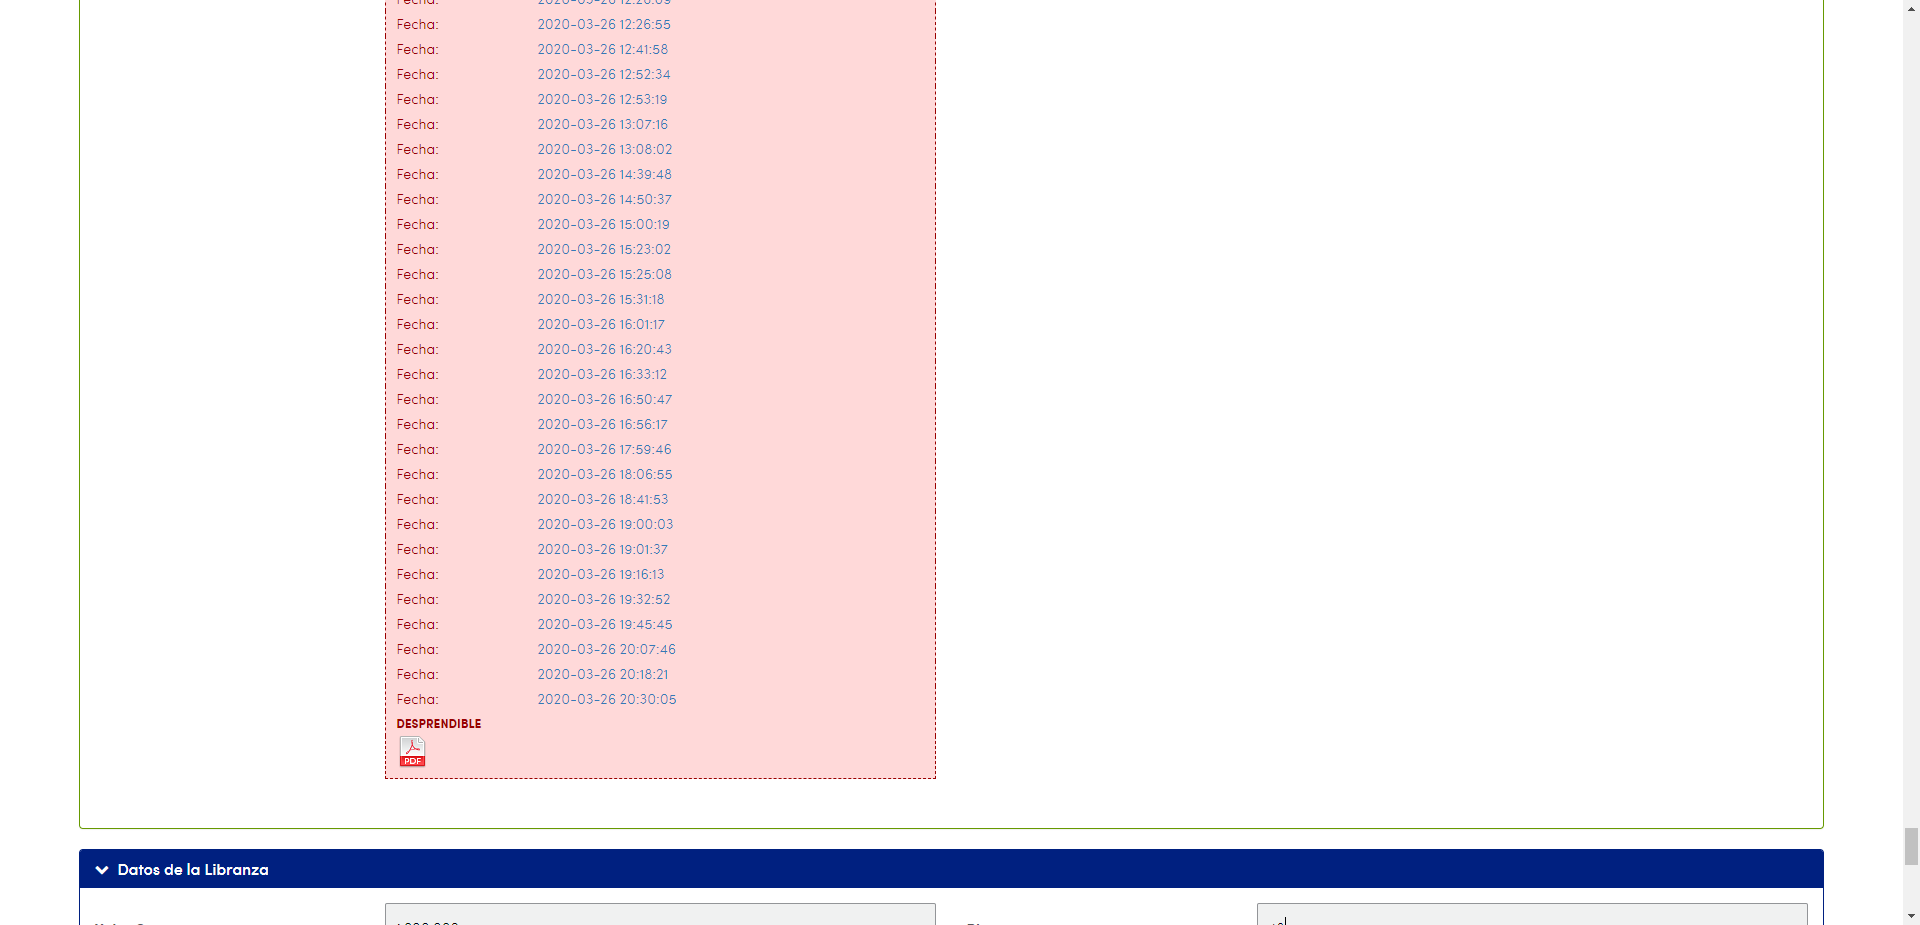 Fecha: 2020-03-26 12:26:09
Fecha: 2020-03-26 12:26:55
Fecha: 2020-03-26 12:41:58
Fecha: 2020-03-26 12:52:34
Fecha: 2020-03-26 12:53:19
Fecha: 2020-03-26 13:07:16
Fecha: 2020-03-26 13:08:02
Fecha: 2020-03-26 14:39:48
Fecha: 2020-03-26 14:50:37
Fecha: 2020-03-26 15:00:19
Fecha: 2020-03-26 15:23:02
Fecha: 2020-03-26 15:25:08
Fecha: 2020-03-26 15:31:18
Fecha: 2020-03-26 16:01:17
Fecha: 2020-03-26 16:20:43
Fecha: 2020-03-26 16:33:12
Fecha: 2020-03-26 16:50:47
Fecha: 2020-03-26 16:56:17
Fecha: 2020-03-26 17:59:46
Fecha: 2020-03-26 18:06:55
Fecha: 2020-03-26 18:41:53
Fecha: 2020-03-26 19:00:03
Fecha: 2020-03-26 19:01:37
Fecha: 2020-03-26 19:16:13
Fecha: 2020-03-26 19:32:52
Fecha: 2020-03-26 19:45:45
Fecha: 2020-03-26 20:07:46
Fecha: 2020-03-26 20:18:21
Fecha: 2020-03-26 20:30:05
DESPRENDIBLE
PDF
Datos de la Libranza